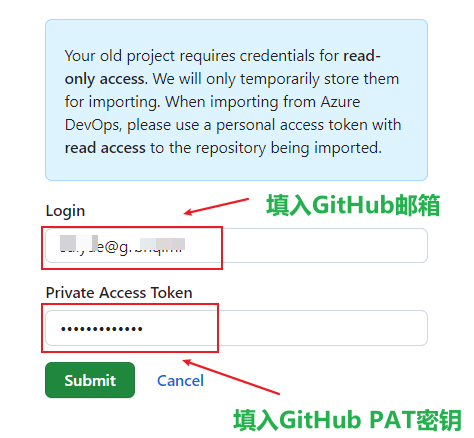 Your old project requires credentials for read-
only access. We will only temporarily store them
for importing. When importing from Azure
DevOps, please use a personal access token with
read access to the repository being imported.
填入GitHub邮箱
Login
Private Access Token
•••••••••••••
Submit Cancel
填入GitHub PAT密钥